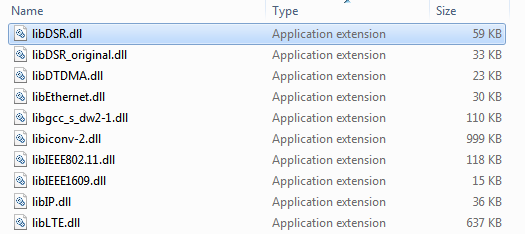 Name Type Size
libDSR.dll Application extension 59 KB
libDSR_original.dll Application extension 33 KB
libDTDMA.dll Application extension 23 KB
libEthernet.dll Application extension 30 KB
libgcc_s_dw2-1.dll Application extension 110 KB
libiconv-2.dll Application extension 999 KB
libIEEE802.11.dll Application extension 118 KB
libIEEE1609.dll Application extension 15 KB
libIP.dll Application extension 36 KB
libLTE.dll Application extension 637 KB